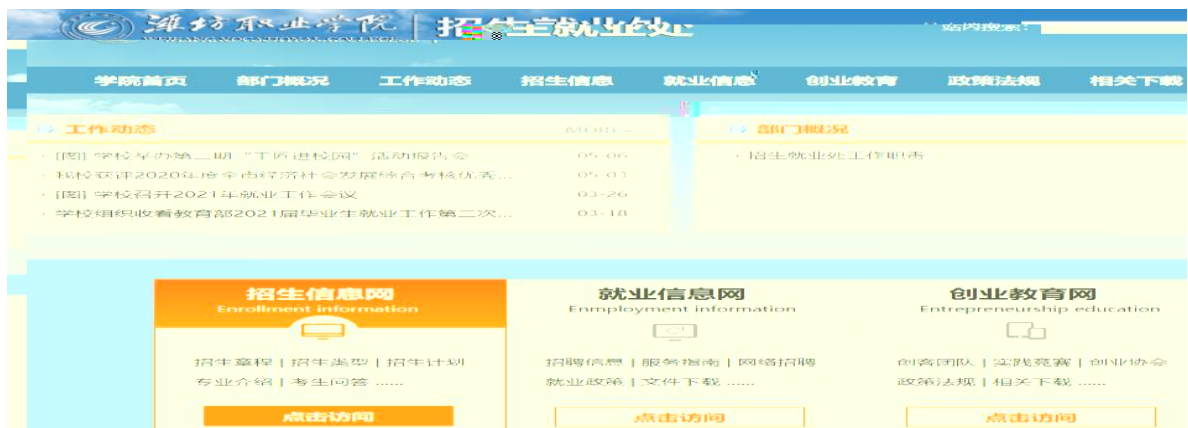 潍坊职业学院 | 招生就业处
WEIFANG VOCATIONAL COLLEGE
站内搜索:
学院首页 部门概况 工作动态 招生信息 就业信息 创业教育 政策法规 相关下载
工作动态 MORE
部门概况
· [图] 学校举办第二期“工匠进校园”活动报告会 05-06
· 我校获评2020年度全市经济社会发展综合考核优秀... 05-03
· [图] 学校召开2021年就业工作会议 03-26
· 学校组织收看教育部2021届毕业生就业工作第二次... 03-18
· 招生就业处工作职责
招生信息网
Enrollment information
招生章程 | 招生类型 | 招生计划
专业介绍 | 考生问答 ......
点击访问
就业信息网
Enmployment information
招聘信息 | 服务指南 | 网络招聘
就业政策 | 文件下载 ......
点击访问
创业教育网
Entrepreneurship education
创客团队 | 实践竞赛 | 创业协会
政策法规 | 相关下载 ......
点击访问